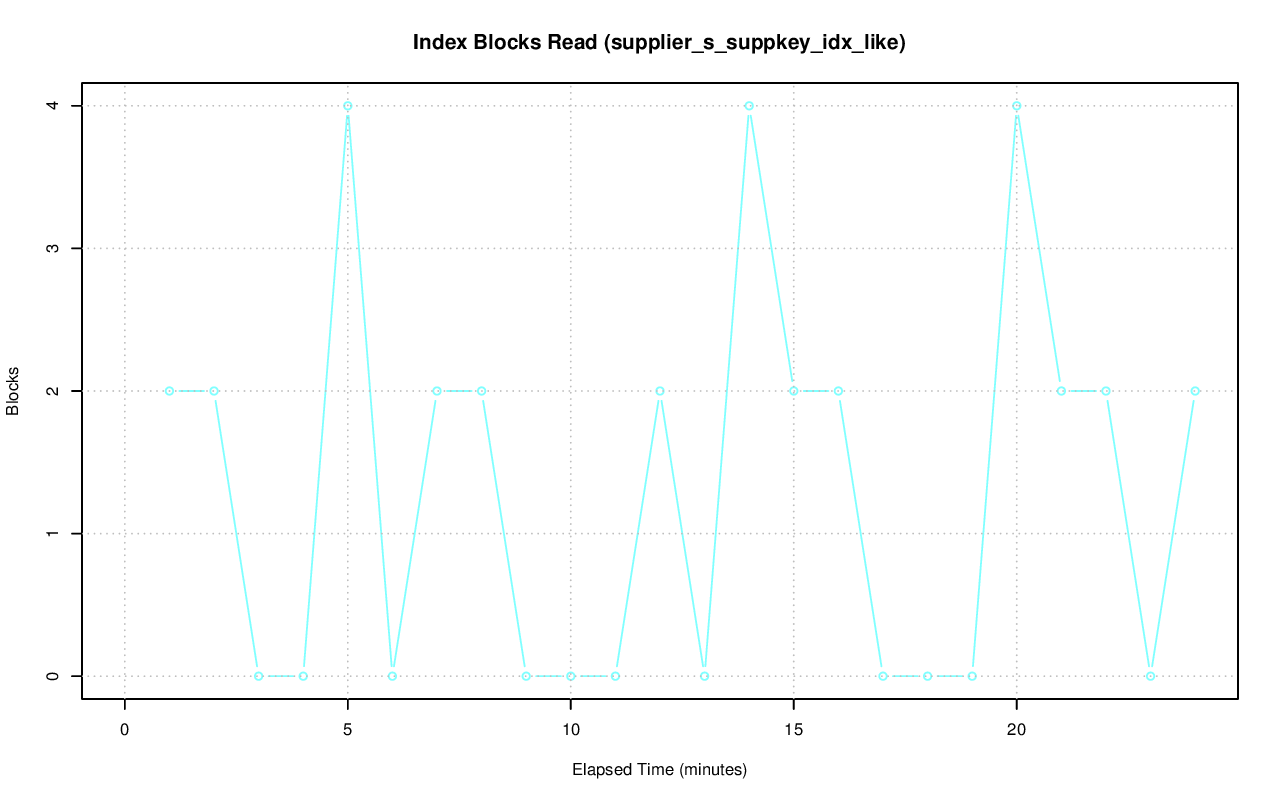 Index Blocks Read (supplier_s_suppkey_idx_like)
4
3
2
1
0
Blocks
0 5 10 15 20
Elapsed Time (minutes)